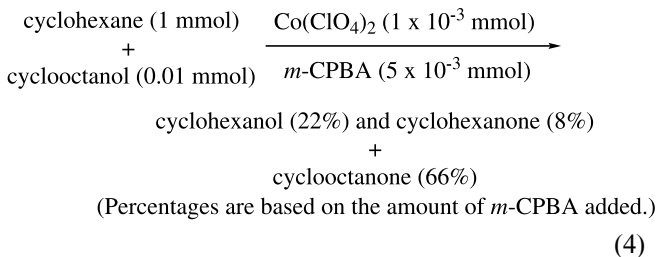 cyclohexane (1 mmol)
+
cyclooctanol (0.01 mmol)
Co(ClO4)2 (1 x 10-3 mmol)
m-CPBA (5 x 10-3 mmol)
cyclohexanol (22%) and cyclohexanone (8%)
+
cyclooctanone (66%)
(Percentages are based on the amount of m-CPBA added.)
(4)